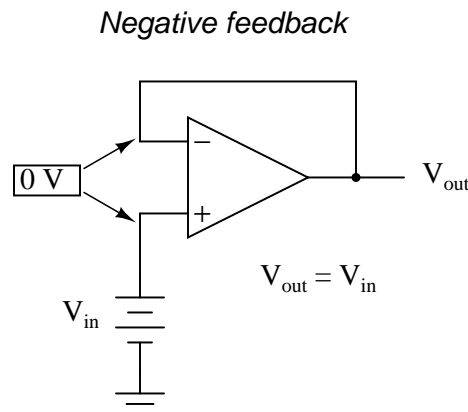 Negative feedback
−
0 V
+
V_out
V_out = V_in
V_in